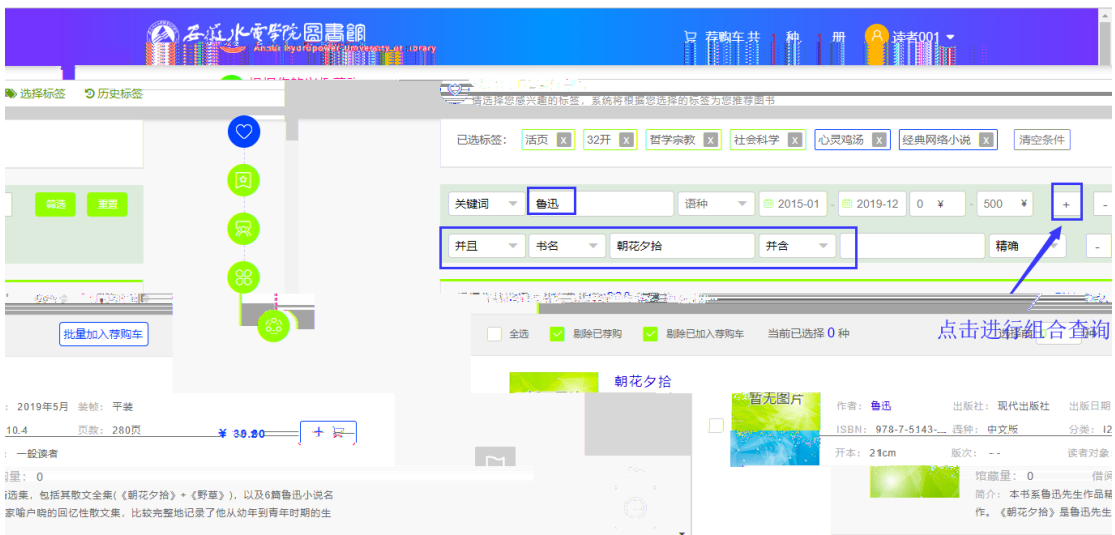 圖書館
荐购车共 1 种, 1 册 读者001
选择标签 历史标签
请选择您感兴趣的标签，系统将根据您选择的标签为您推荐图书
已选标签： 活页 x 32开 x 哲学宗教 x 社会科学 x 心灵鸡汤 x 经典网络小说 x 清空条件
筛选 重置
关键词 鲁迅 语种 2015-01 - 2019-12 0 ¥ - 500 ¥ + -
并且 书名 朝花夕拾 并含 精确 -
批量加入荐购车
全选 剔除已荐购 剔除已加入荐购车 当前已选择 0 种
点击进行组合查询
朝花夕拾
暂无图片
：2019年5月 装帧：平装
作者：鲁迅 出版社：现代出版社 出版日期
10.4 页数：280页
ISBN：978-7-5143- 中文版 分类：I2
：一般读者
开本：21cm 版次：-- 读者对象
量：0
馆藏量：0 借阅
选集，包括其散文全集(《朝花夕拾》+《野草》)，以及6篇鲁迅小说名
简介：本书系鲁迅先生作品精
家喻户晓的回忆性散文集，比较完整地记录了他从幼年到青年时期的生
作。《朝花夕拾》是鲁迅先生